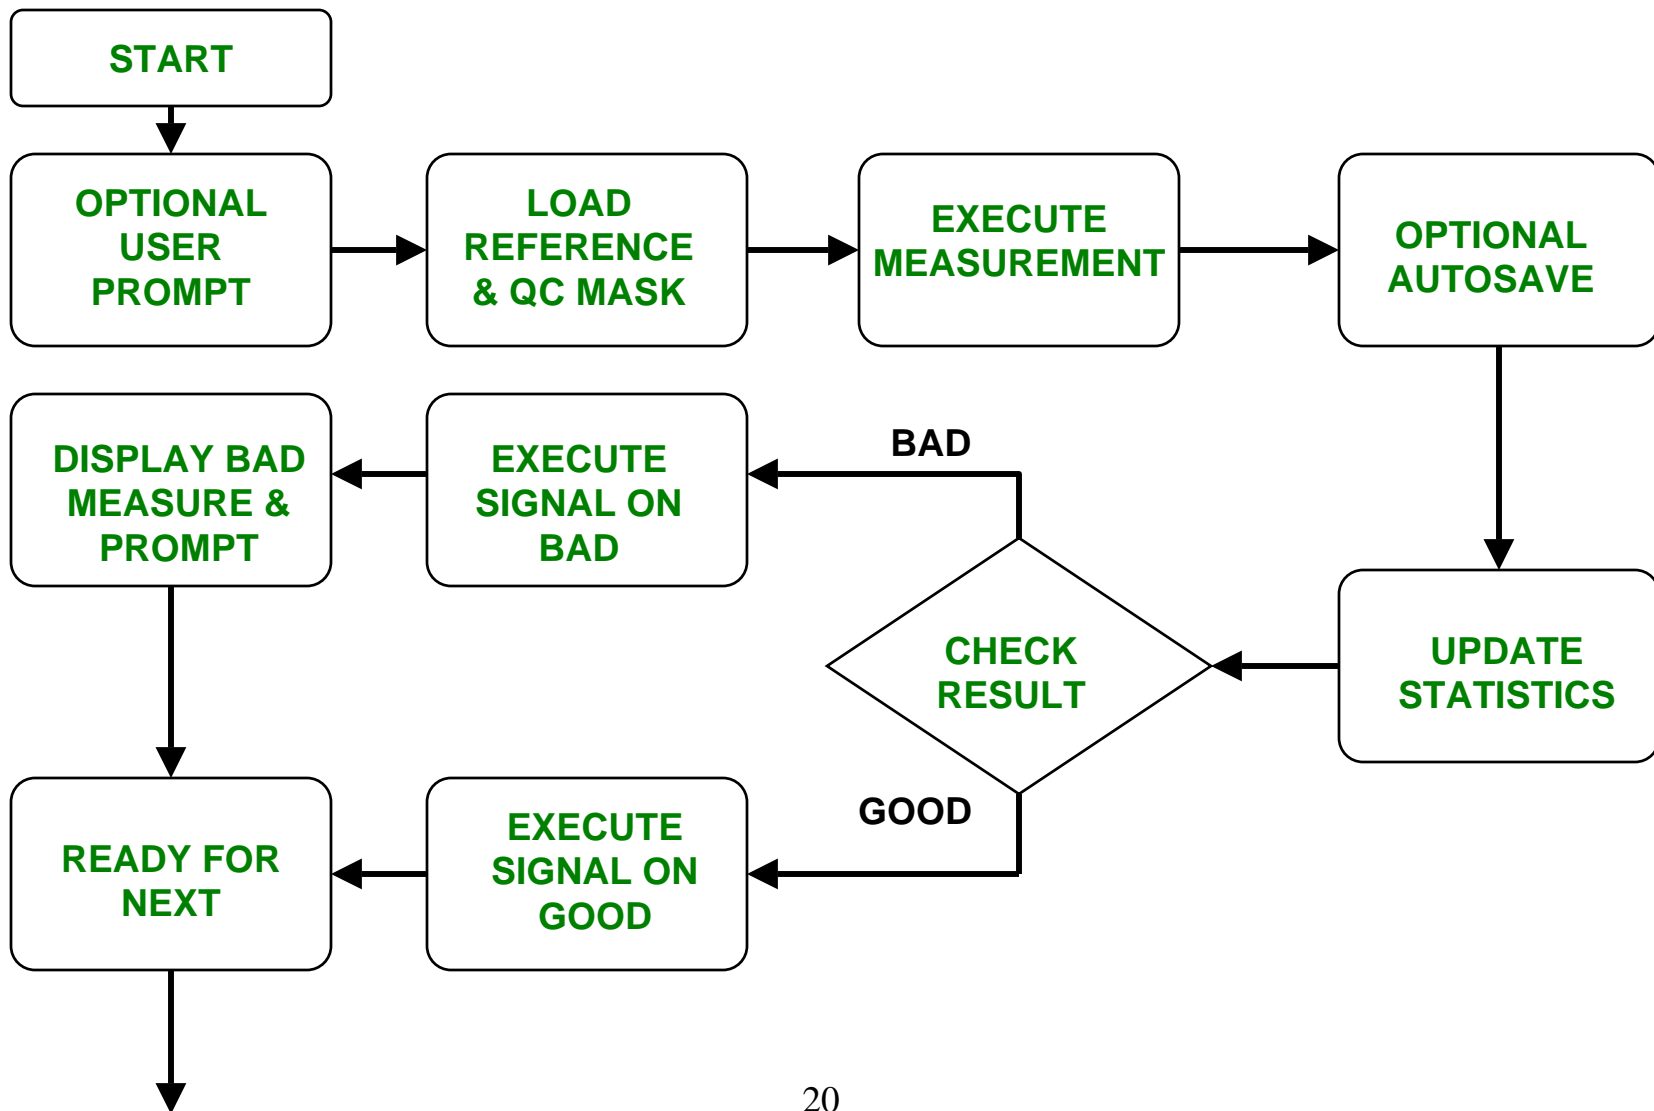 START
OPTIONAL
USER
PROMPT
LOAD
REFERENCE
& QC MASK
EXECUTE
MEASUREMENT
OPTIONAL
AUTOSAVE
DISPLAY BAD
MEASURE &
PROMPT
EXECUTE
SIGNAL ON
BAD
BAD
CHECK
RESULT
UPDATE
STATISTICS
GOOD
READY FOR
NEXT
EXECUTE
SIGNAL ON
GOOD
20